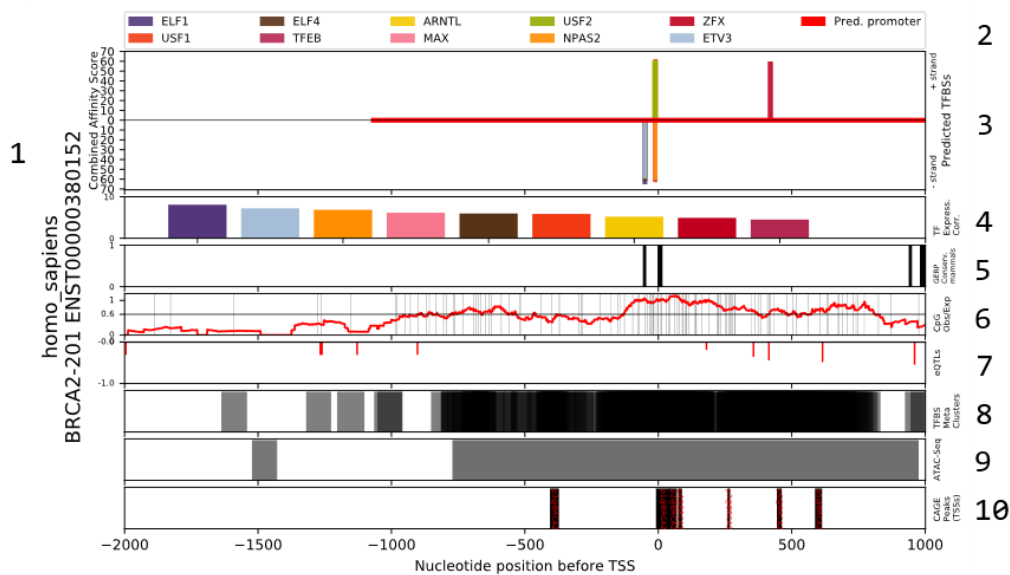 ELF1 ELF4 ARNTL USF2 ZFX Pred. promoter
USF1 TFEB MAX NPAS2 ETV3
2
1
homo_sapiens
BRCA2-201 ENST00000380152
Combined Affinity Score
70
60
50
40
30
20
10
0
10
20
30
40
50
60
70
+ strand
- strand
Predicted TFBSs
3
10
0
TF
Express.
Corr.
4
1
0
GERP
Conserv.
mammals
5
1
0.6
0
CpG
Obs/Exp
6
-0.0
-1.0
eQTLs
7
TFBS
Meta
Clusters
8
ATAC-Seq
9
CAGE
Peaks
(TSSs)
10
−2000 −1500 −1000 −500 0 500 1000
Nucleotide position before TSS